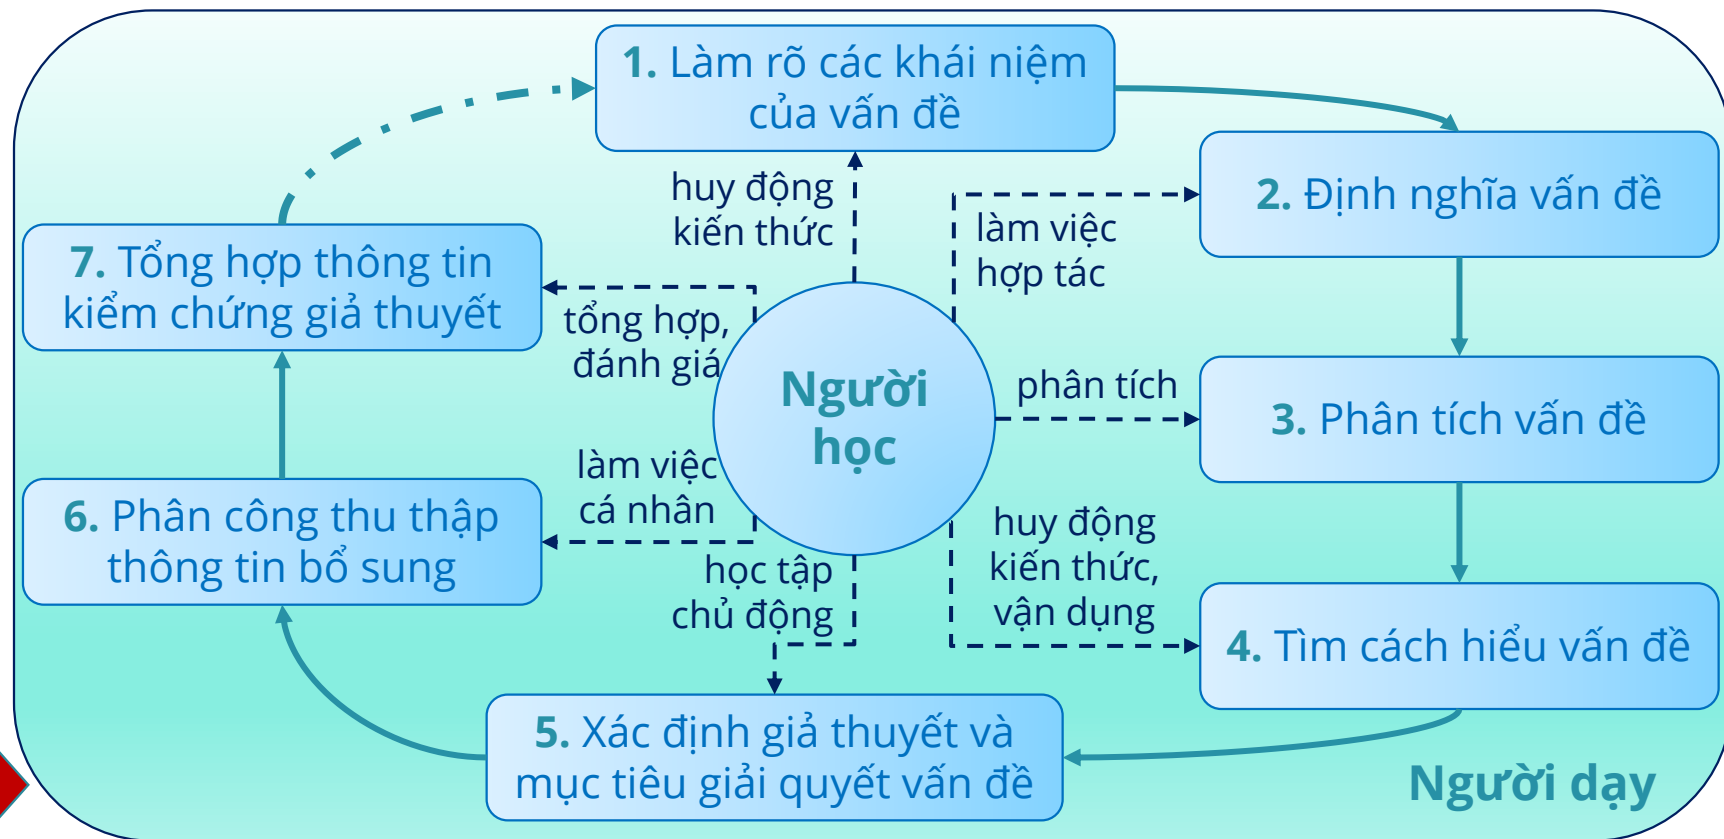 1. Làm rõ các khái niệm
của vấn đề
2. Định nghĩa vấn đề
3. Phân tích vấn đề
4. Tìm cách hiểu vấn đề
5. Xác định giả thuyết và
mục tiêu giải quyết vấn đề
6. Phân công thu thập
thông tin bổ sung
7. Tổng hợp thông tin
kiểm chứng giả thuyết
Người
học
huy động
kiến thức
làm việc
hợp tác
phân tích
huy động
kiến thức,
vận dụng
học tập
chủ động
làm việc
cá nhân
tổng hợp,
đánh giá
Người dạy